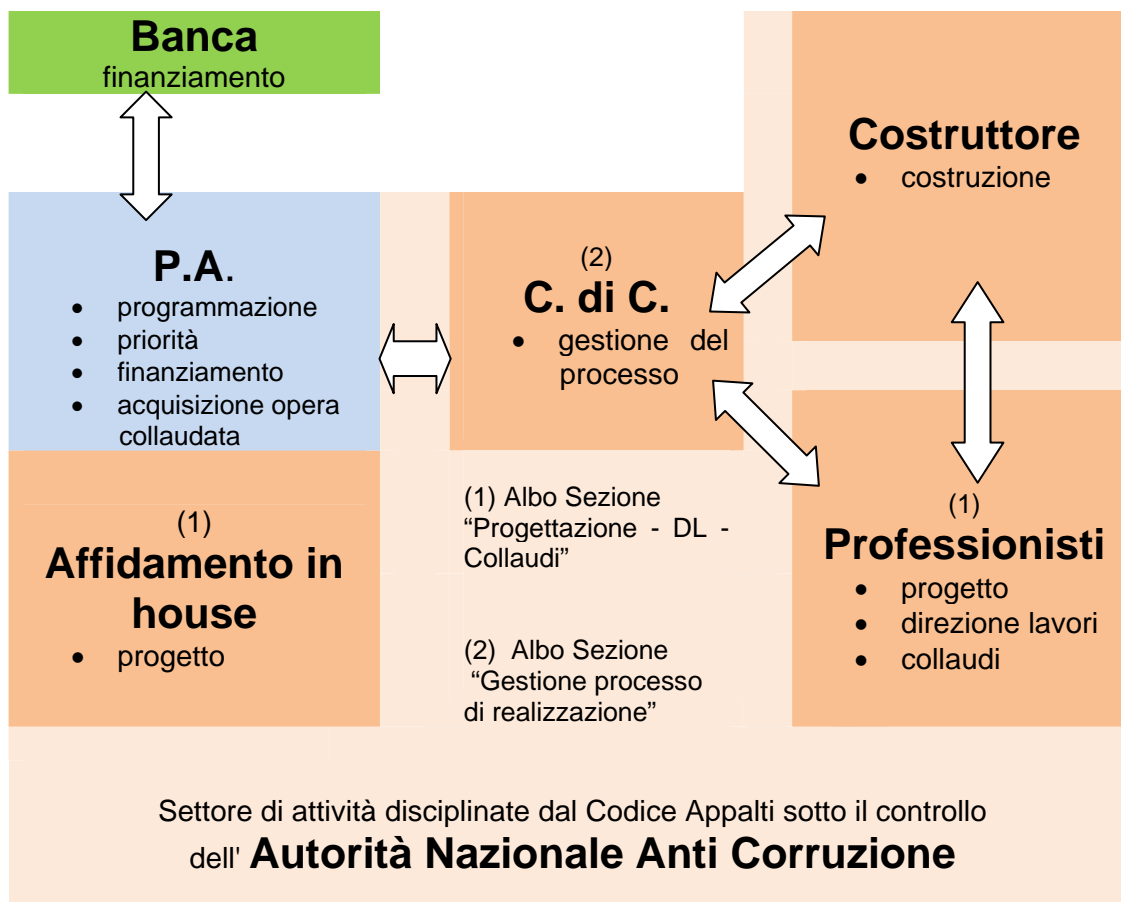 Banca
finanziamento
P.A.
• programmazione
• priorità
• finanziamento
• acquisizione opera
collaudata
(1)
Affidamento in
house
• progetto
(2)
C. di C.
• gestione del
processo
(1) Albo Sezione
“Progettazione - DL -
Collaudi”
(2) Albo Sezione
“Gestione processo
di realizzazione”
Costruttore
• costruzione
(1)
Professionisti
• progetto
• direzione lavori
• collaudi
Settore di attività disciplinate dal Codice Appalti sotto il controllo
dell' Autorità Nazionale Anti Corruzione